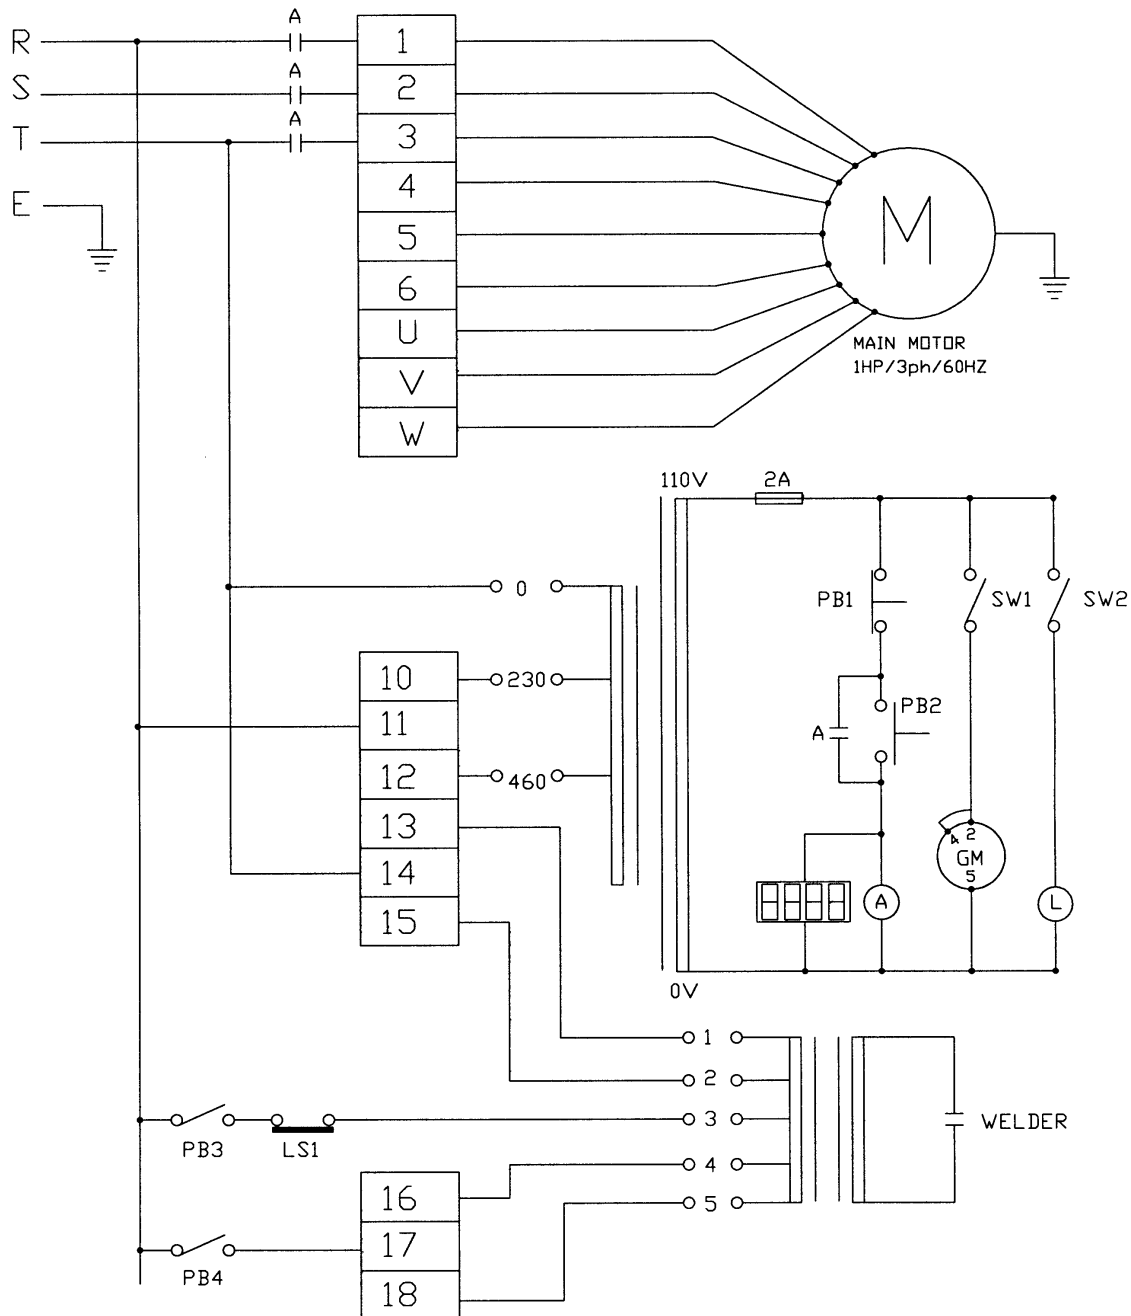 R
A
1
S
A
2
T
A
3
E
4
5
6
U
V
W
M
MAIN MOTOR
1HP/3ph/60HZ
110V
2A
0
PB1
SW1
SW2
10
230
11
PB2
A
12
460
13
14
15
4
2
GM
5
A
L
0V
1
2
3
4
5
WELDER
PB3
LS1
16
17
18
PB4